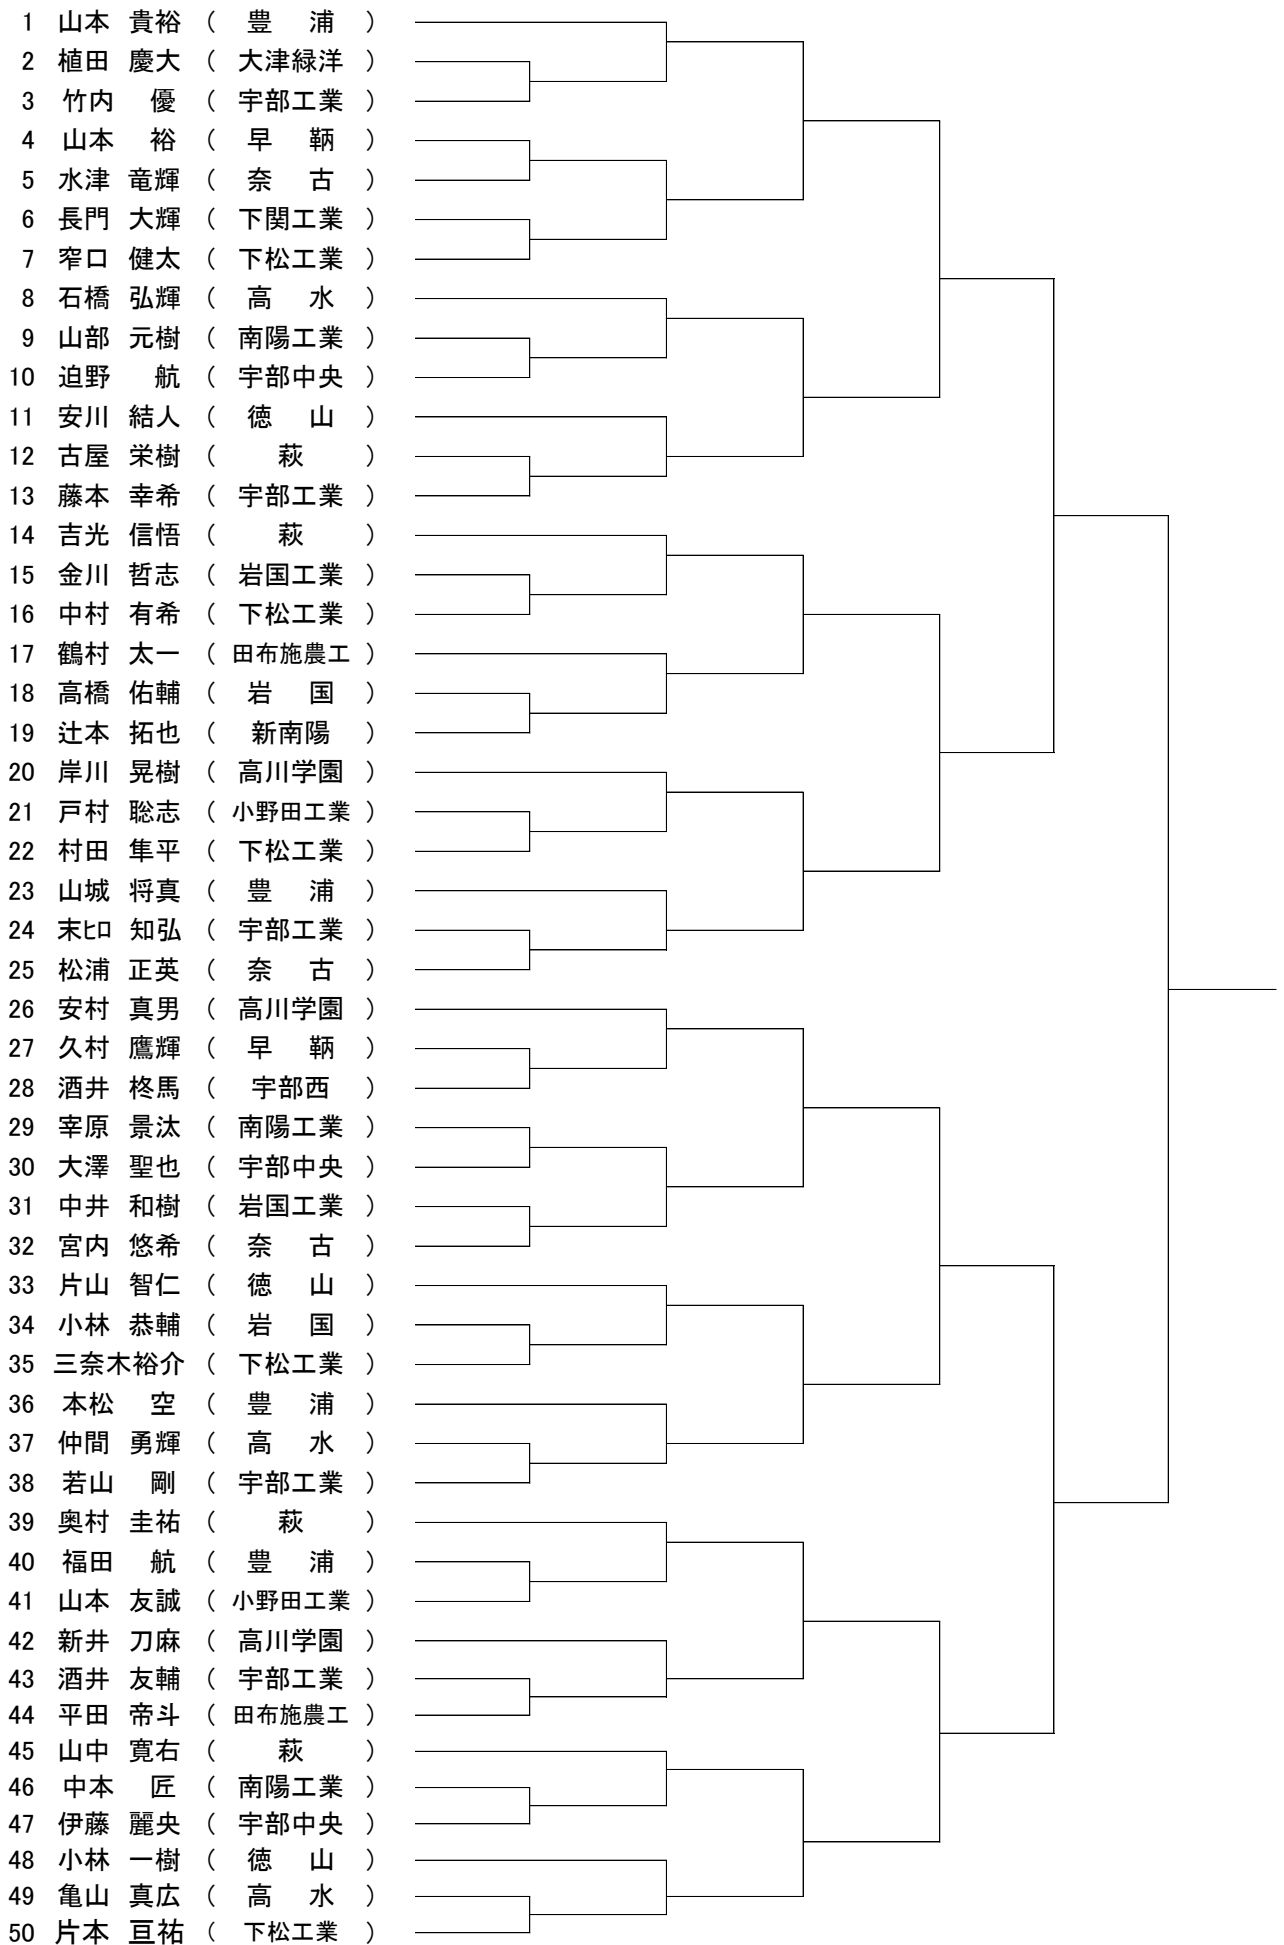 1 山本 貴裕 ( 豊 浦 )
2 植田 慶大 ( 大津緑洋 )
3 竹内 優 ( 宇部工業 )
4 山本 裕 ( 早 鞆 )
5 水津 竜輝 ( 奈 古 )
6 長門 大輝 ( 下関工業 )
7 窄口 健太 ( 下松工業 )
8 石橋 弘輝 ( 高 水 )
9 山部 元樹 ( 南陽工業 )
10 迫野 航 ( 宇部中央 )
11 安川 結人 ( 徳 山 )
12 古屋 栄樹 ( 萩 )
13 藤本 幸希 ( 宇部工業 )
14 吉光 信悟 ( 萩 )
15 金川 哲志 ( 岩国工業 )
16 中村 有希 ( 下松工業 )
17 鶴村 太一 ( 田布施農工 )
18 高橋 佑輔 ( 岩 国 )
19 辻本 拓也 ( 新南陽 )
20 岸川 晃樹 ( 高川学園 )
21 戸村 聡志 ( 小野田工業 )
22 村田 隼平 ( 下松工業 )
23 山城 将真 ( 豊 浦 )
24 末ヒロ 知弘 ( 宇部工業 )
25 松浦 正英 ( 奈 古 )
26 安村 真男 ( 高川学園 )
27 久村 鷹輝 ( 早 鞆 )
28 酒井 柊馬 ( 宇部西 )
29 宰原 景汰 ( 南陽工業 )
30 大澤 聖也 ( 宇部中央 )
31 中井 和樹 ( 岩国工業 )
32 宮内 悠希 ( 奈 古 )
33 片山 智仁 ( 徳 山 )
34 小林 恭輔 ( 岩 国 )
35 三奈木裕介 ( 下松工業 )
36 本松 空 ( 豊 浦 )
37 仲間 勇輝 ( 高 水 )
38 若山 剛 ( 宇部工業 )
39 奥村 圭祐 ( 萩 )
40 福田 航 ( 豊 浦 )
41 山本 友誠 ( 小野田工業 )
42 新井 刀麻 ( 高川学園 )
43 酒井 友輔 ( 宇部工業 )
44 平田 帝斗 ( 田布施農工 )
45 山中 寛右 ( 萩 )
46 中本 匠 ( 南陽工業 )
47 伊藤 麗央 ( 宇部中央 )
48 小林 一樹 ( 徳 山 )
49 亀山 真広 ( 高 水 )
50 片本 亘祐 ( 下松工業 )